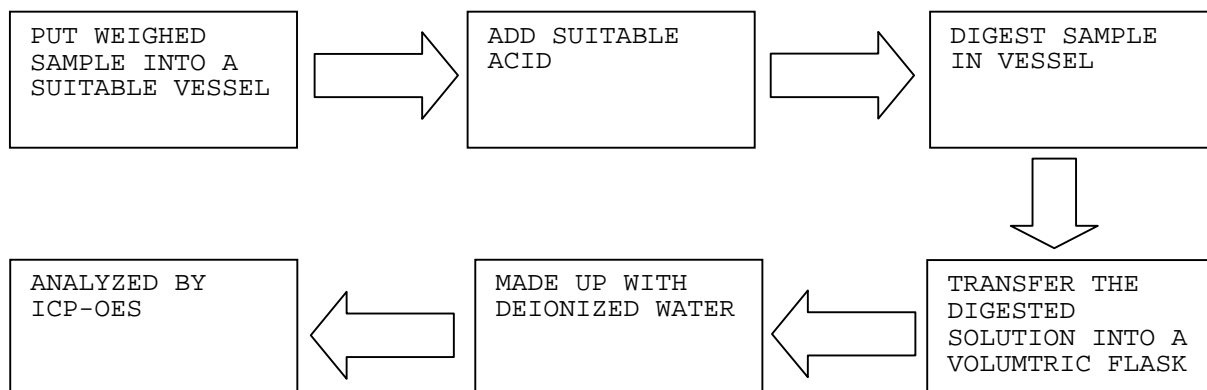 PUT WEIGHED
SAMPLE INTO A
SUITABLE VESSEL
ADD SUITABLE
ACID
DIGEST SAMPLE
IN VESSEL
TRANSFER THE
DIGESTED
SOLUTION INTO A
VOLUMTRIC FLASK
MADE UP WITH
DEIONIZED WATER
ANALYZED BY
ICP-OES